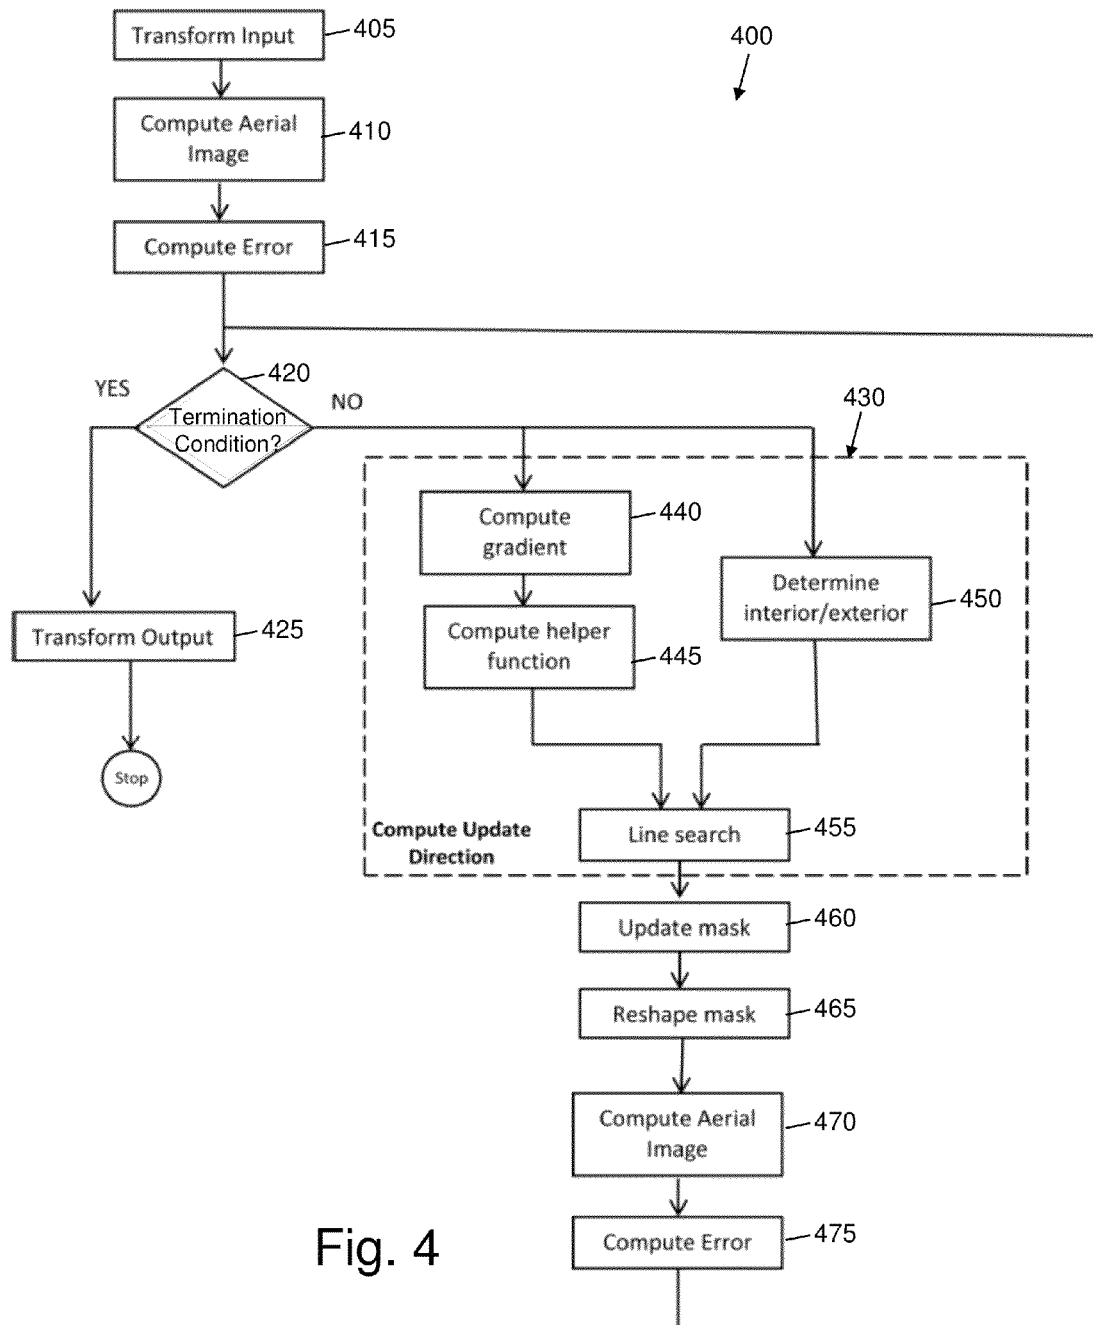 Transform Input
405
400
Compute Aerial
Image
410
Compute Error
415
420
YES
NO
Termination
Condition?
430
Compute
gradient
440
Determine
interior/exterior
450
Transform Output
425
Compute helper
function
445
Stop
Compute Update
Direction
Line search
455
Update mask
460
Reshape mask
465
Compute Aerial
Image
470
Compute Error
475
Fig. 4